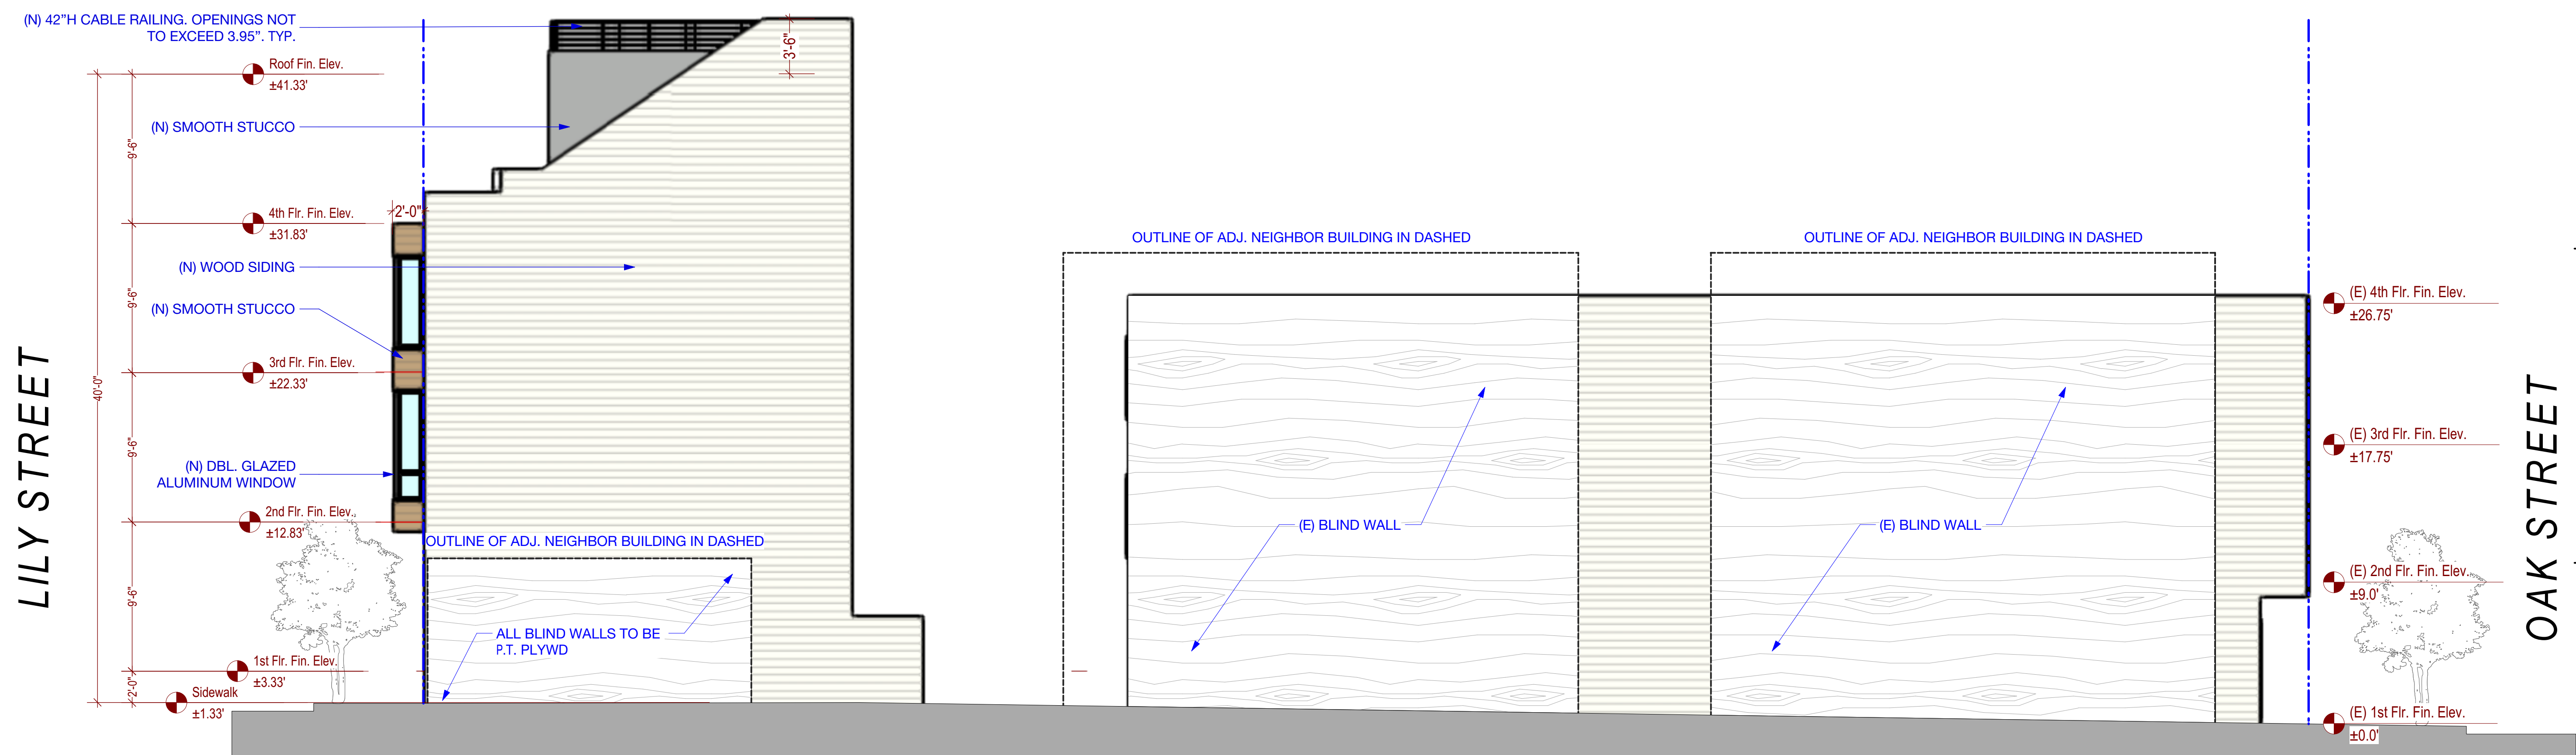 (N) 42”H CABLE RAILING. OPENINGS NOT
TO EXCEED 3.95”. TYP.
Roof Fin. Elev.
±41.33'
(N) SMOOTH STUCCO
4th Flr. Fin. Elev.
±31.83'
(N) WOOD SIDING
(N) SMOOTH STUCCO
3rd Flr. Fin. Elev.
±22.33'
(N) DBL. GLAZED
ALUMINUM WINDOW
2nd Flr. Fin. Elev.
±12.83'
1st Flr. Fin. Elev.
±3.33'
Sidewalk
±1.33'
LILY STREET
40'-0"
9'-6"
9'-6"
9'-6"
9'-6"
2'-0"
2'-0"
3'-6"
OUTLINE OF ADJ. NEIGHBOR BUILDING IN DASHED
ALL BLIND WALLS TO BE
P.T. PLYWD
OUTLINE OF ADJ. NEIGHBOR BUILDING IN DASHED
(E) BLIND WALL
OUTLINE OF ADJ. NEIGHBOR BUILDING IN DASHED
(E) BLIND WALL
(E) 4th Flr. Fin. Elev.
±26.75'
(E) 3rd Flr. Fin. Elev.
±17.75'
(E) 2nd Flr. Fin. Elev.
±9.0'
(E) 1st Flr. Fin. Elev.
±0.0'
OAK STREET